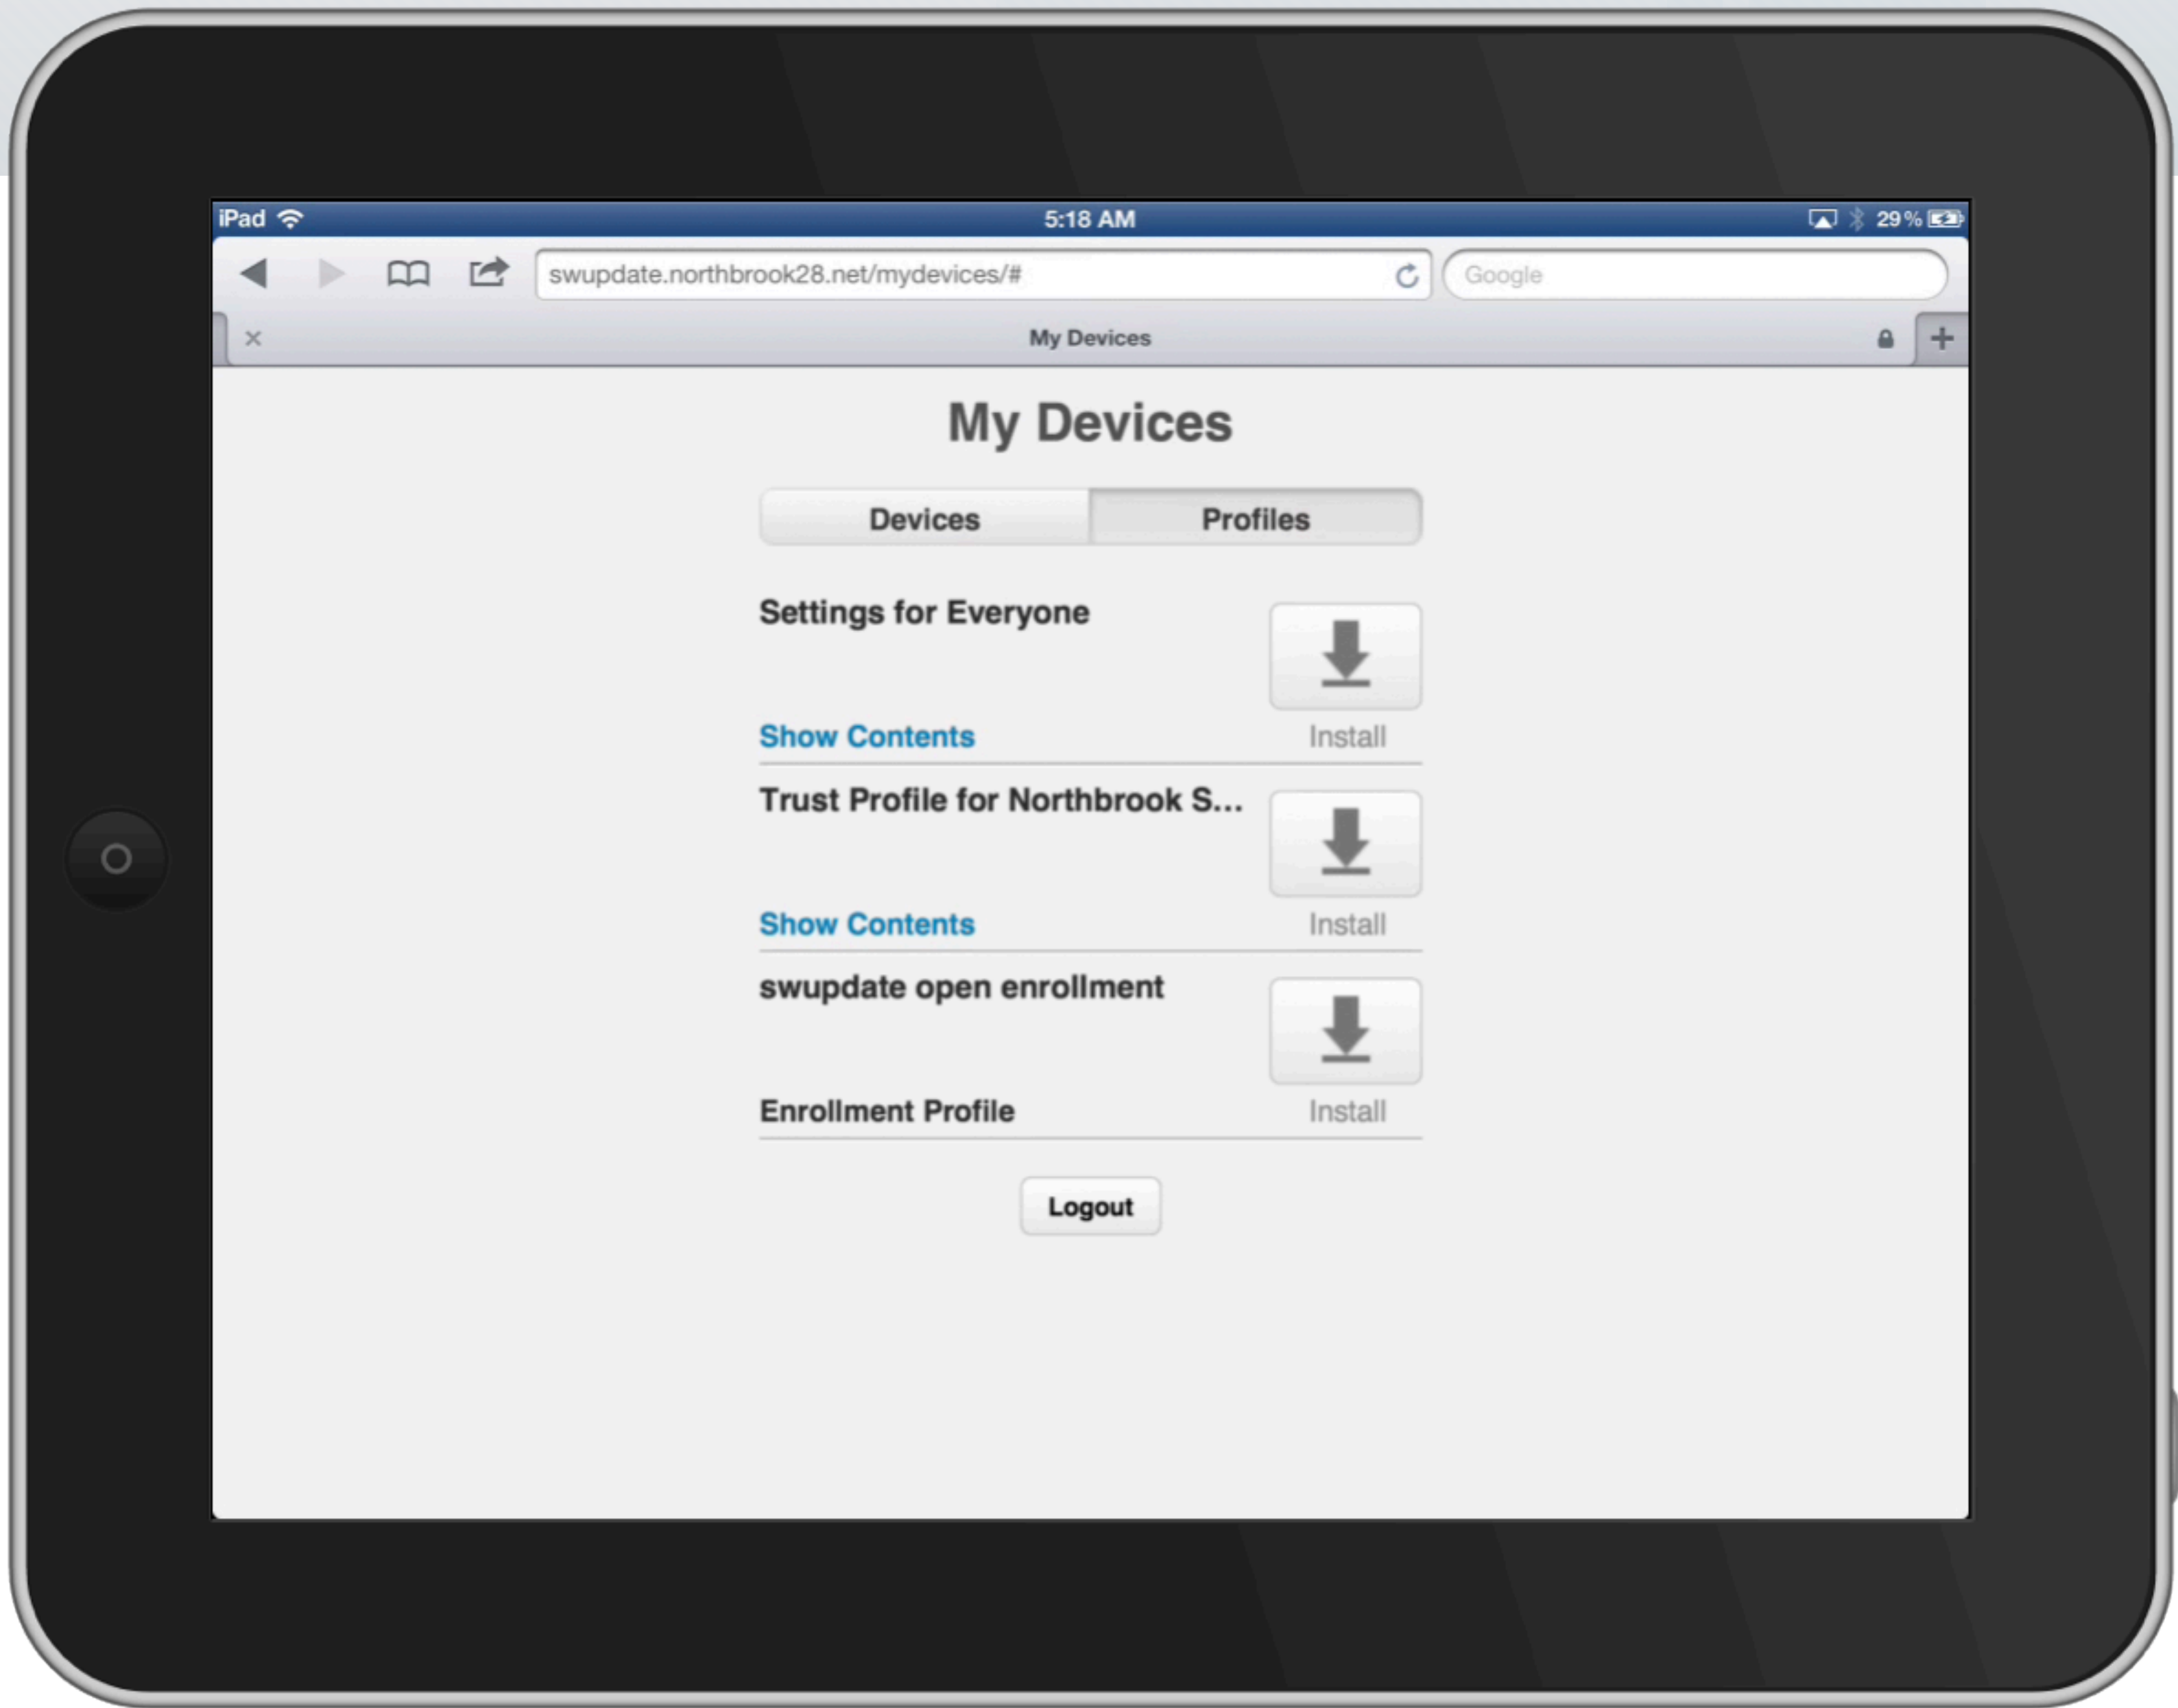 iPad 5:18 AM 29%
swupdate.northbrook28.net/mydevices/# Google
My Devices
My Devices
Devices Profiles
Settings for Everyone
Show Contents Install
Trust Profile for Northbrook S...
Show Contents Install
swupdate open enrollment
Enrollment Profile Install
Logout